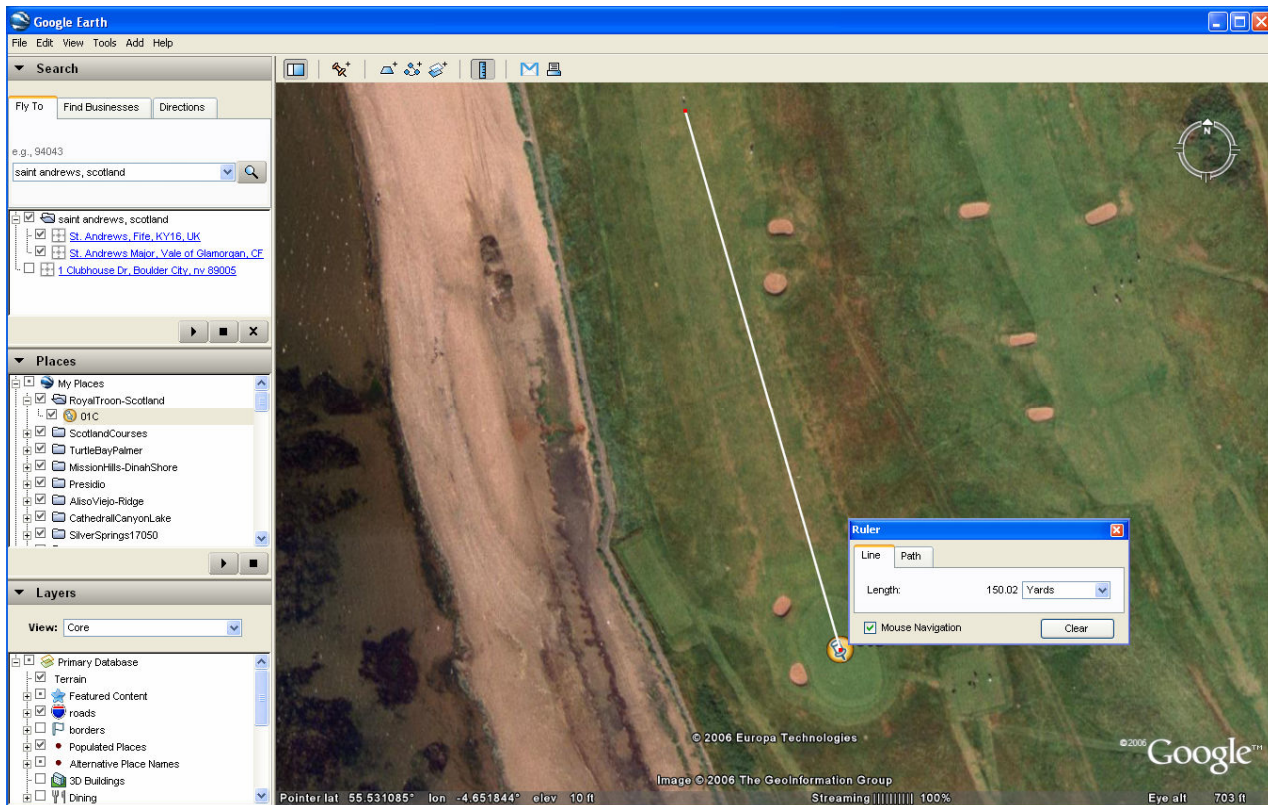 Google Earth
File Edit View Tools Add Help
Search
Fly To Find Businesses Directions
e.g., 94043
saint andrews, scotland
saint andrews, scotland
St. Andrews, Fife, KY16, UK
St. Andrews Major, Vale of Glamorgan, CF
1 Clubhouse Dr, Boulder City, nv 89005
Places
My Places
RoyalTroon-Scotland
01C
ScotlandCourses
TurtleBayPalmer
MissionHills-DinahShore
Presidio
AlisoViejo-Ridge
CathedrallCanyonLake
SilverSprings17050
Layers
View: Core
Primary Database
Terrain
Featured Content
roads
borders
Populated Places
Alternative Place Names
3D Buildings
Dining
N
Ruler
Line Path
Length: 150.02 Yards
Mouse Navigation Clear
© 2006 Europa Technologies
Image © 2006 The GeoInformation Group
©2006 Google™
Pointer lat 55.531085° lon -4.651844° elev 10 ft Streaming |||||||||| 100% Eye alt 703 ft